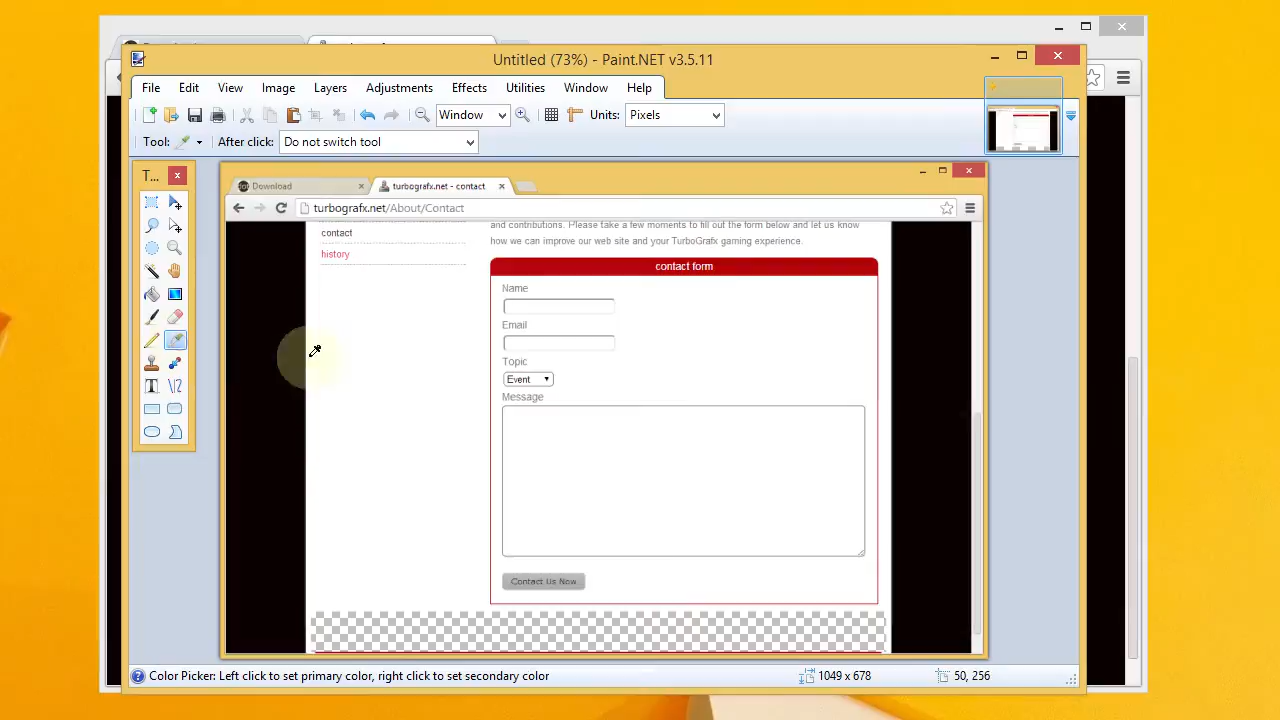 Untitled (73%) - Paint.NET v3.5.11
File Edit View Image Layers Adjustments Effects Utilities Window Help
Window Units: Pixels
Tool: After click: Do not switch tool
T...
Download turbografx.net - contact
turbografx.net/About/Contact
contact
history
and contributions. Please take a few moments to fill out the form below and let us know
how we can improve our web site and your TurboGrafx gaming experience.
contact form
Name
Email
Topic
Event
Message
Contact Us Now
Color Picker: Left click to set primary color, right click to set secondary color 1049 x 678 50, 256